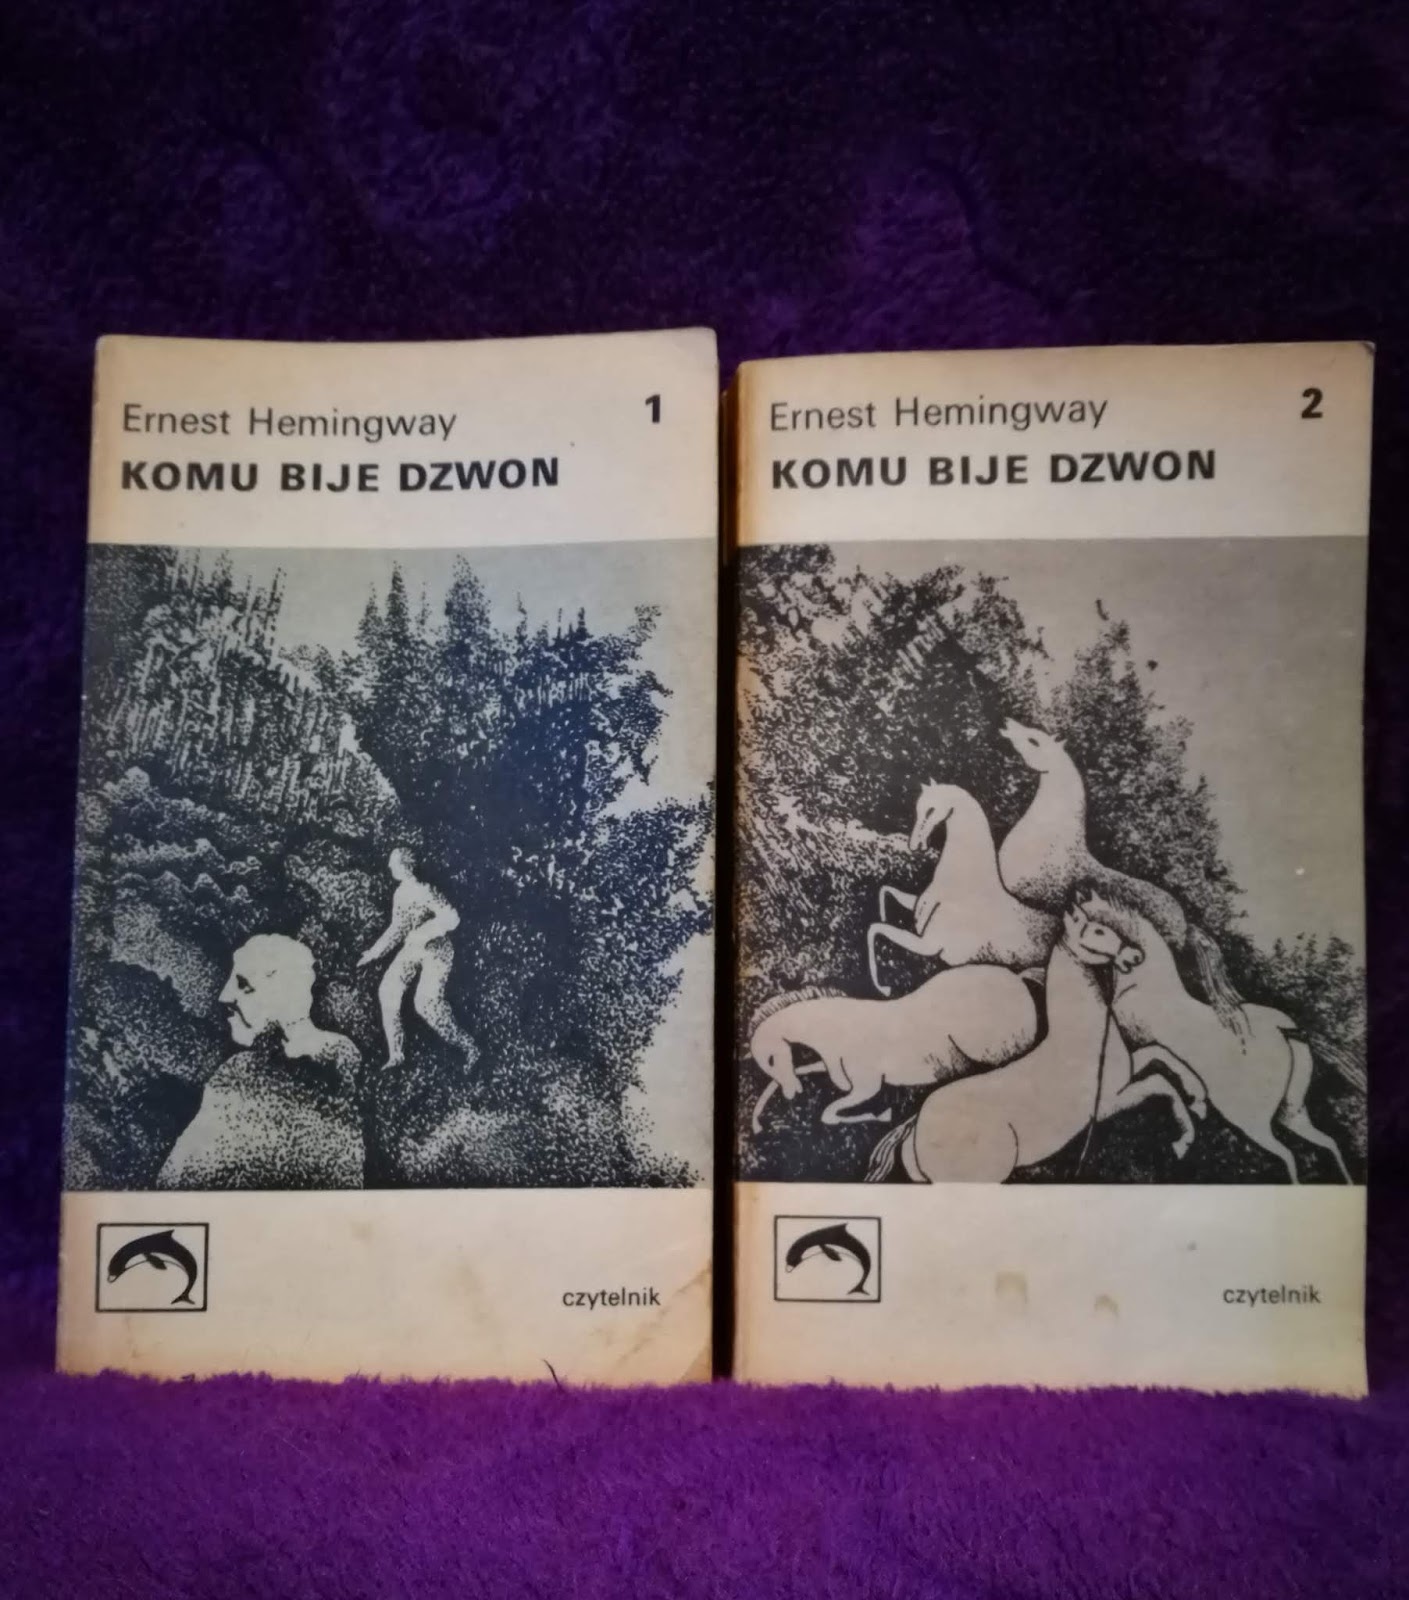 Ernest Hemingway 1
KOMU BIJE DZWON
czytelnik
Ernest Hemingway 2
KOMU BIJE DZWON
czytelnik